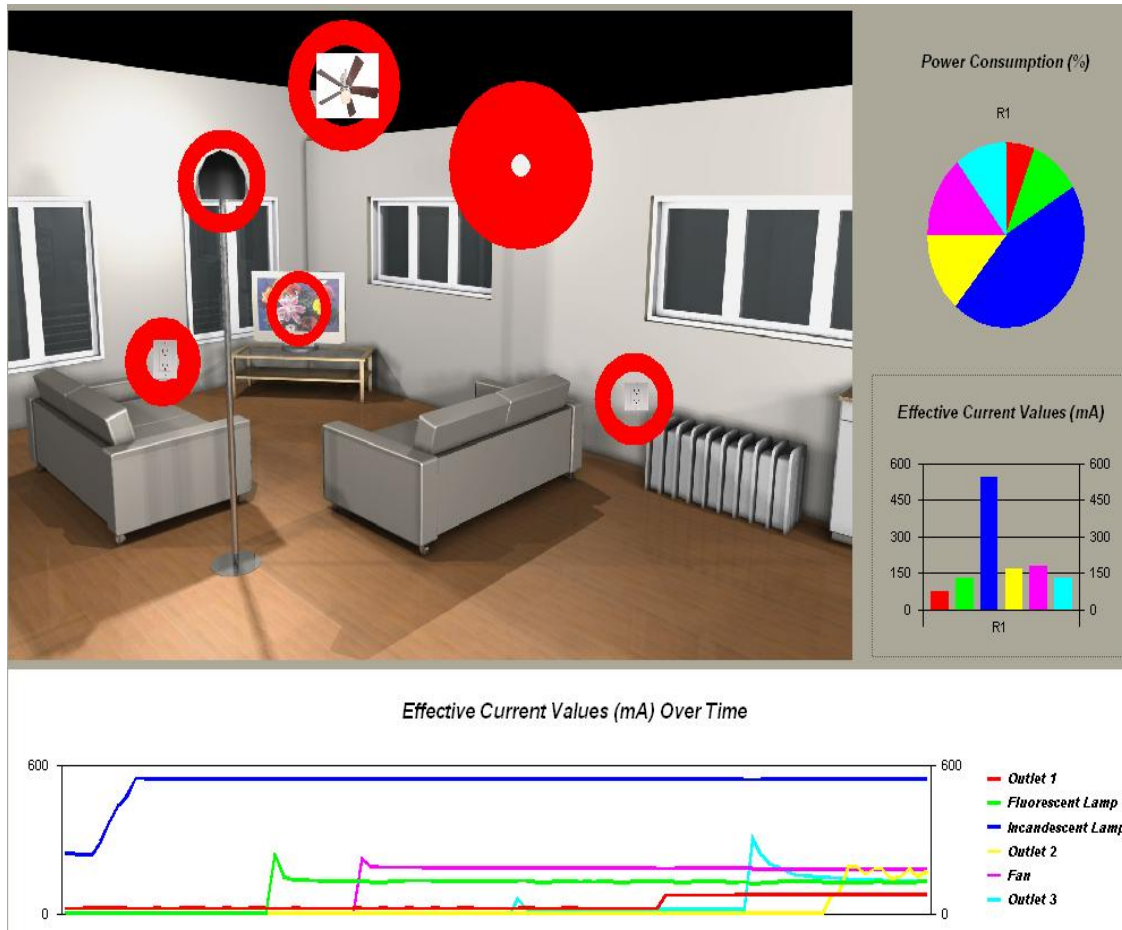 Power Consumption (%)
R1
Effective Current Values (mA)
600 600
450 450
300 300
150 150
0 0
R1
Effective Current Values (mA) Over Time
600 600
0 0
Outlet 1
Fluorescent Lamp
Incandescent Lamp
Outlet 2
Fan
Outlet 3